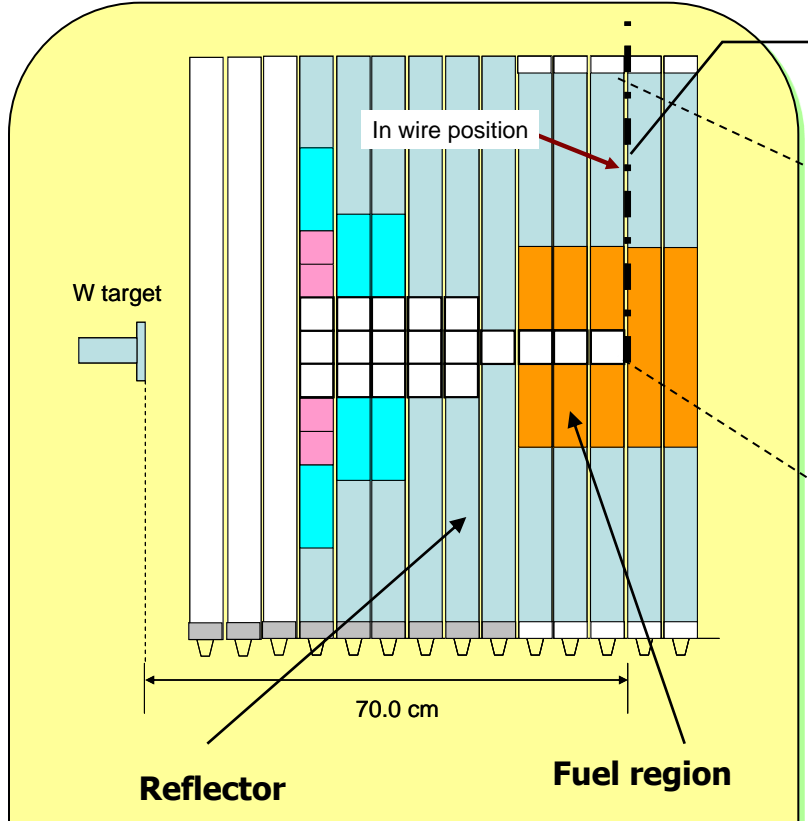 In wire position
W target
70.0 cm
Reflector
Fuel region